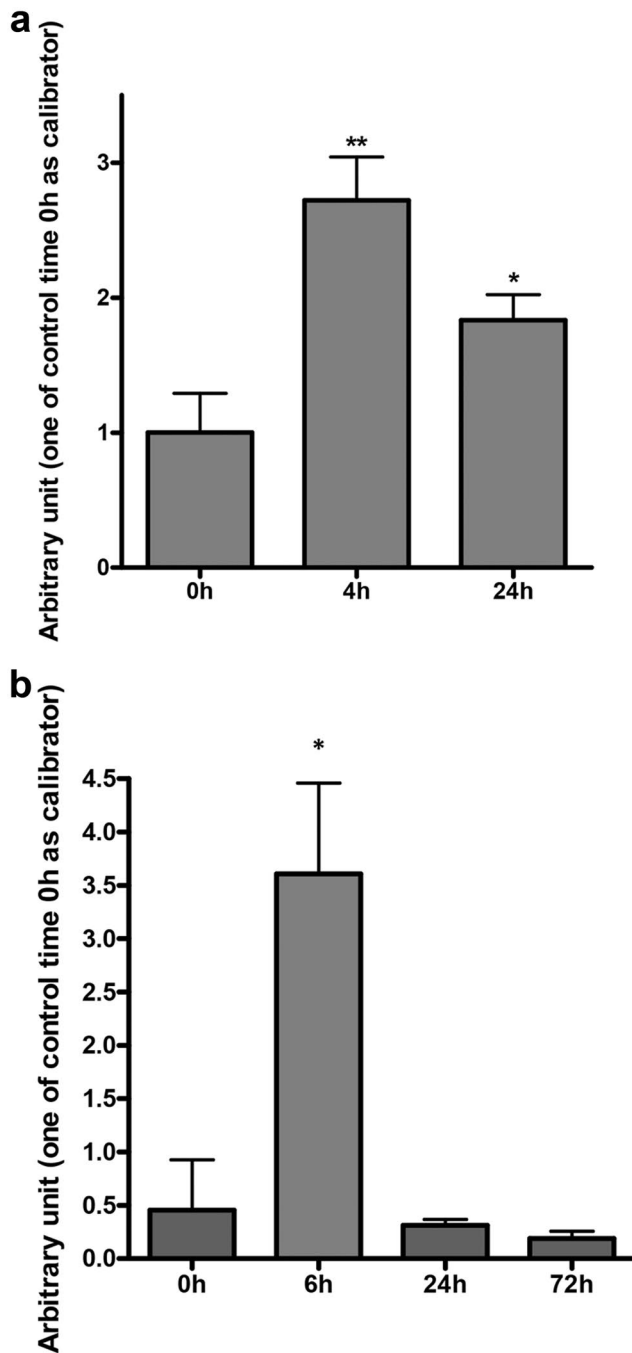 a
Arbitrary unit (one of control time 0h as calibrator)
3
2
1
0
**
*
0h 4h 24h
b
Arbitrary unit (one of control time 0h as calibrator)
4.5
4.0
3.5
3.0
2.5
2.0
1.5
1.0
0.5
0.0
*
0h 6h 24h 72h